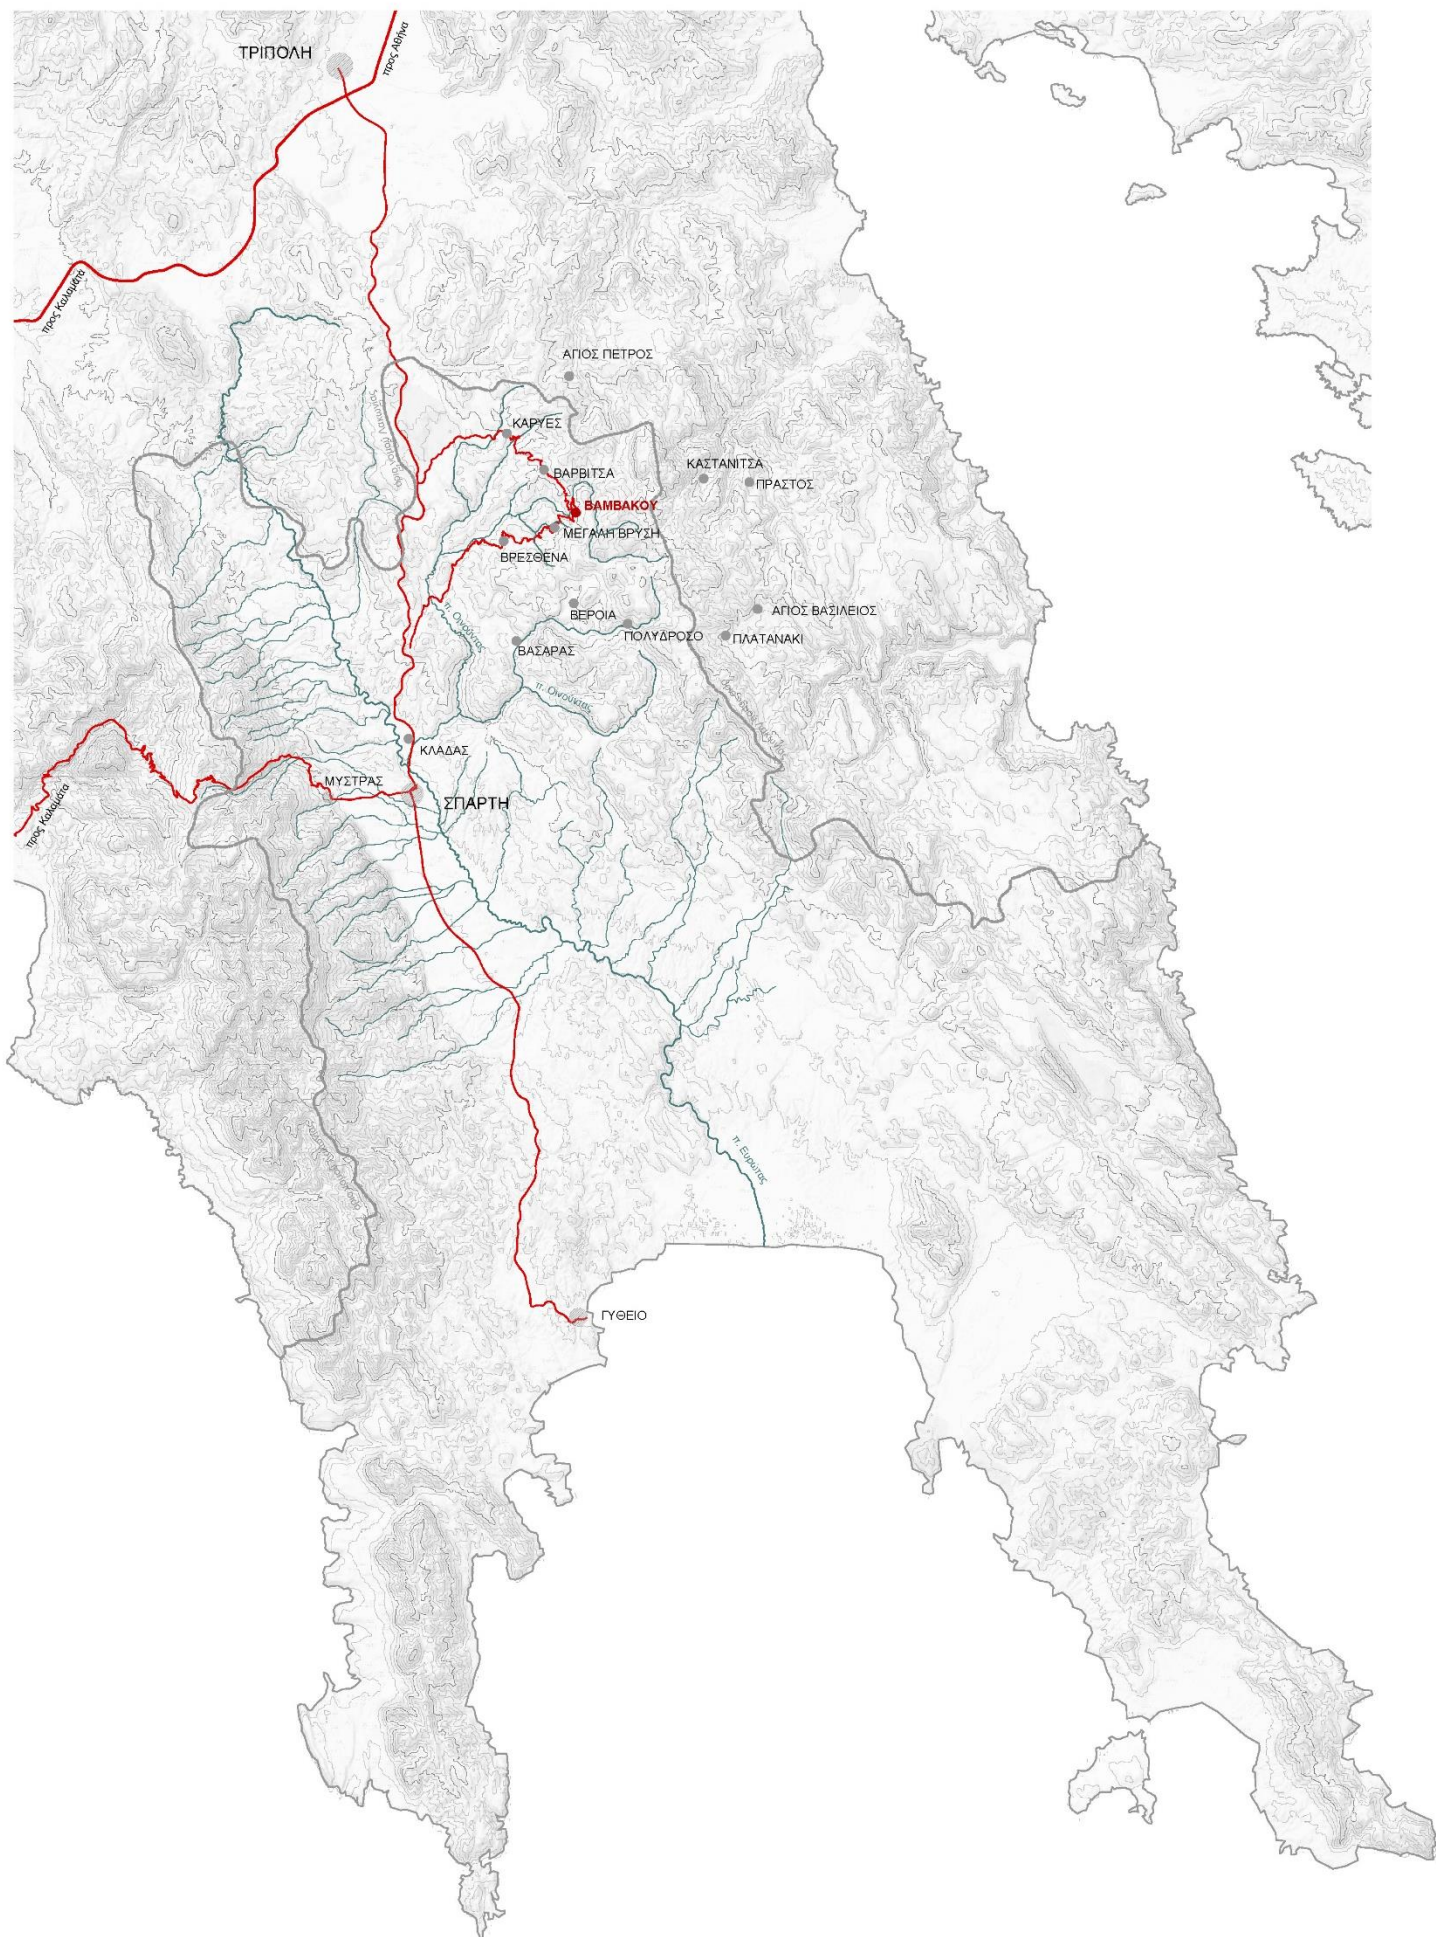 ΤΡΙΠΟΛΗ
προς Αθήνα
προς Καλαμάτα
ΑΓΙΟΣ ΠΕΤΡΟΣ
ΚΑΡΥΕΣ
ΒΑΡΒΙΤΣΑ
ΚΑΣΤΑΝΙΤΣΑ
ΠΡΑΣΤΟΣ
ΒΑΜΒΑΚΟΥ
ΜΕΓΑΛΗ ΒΡΥΣΗ
ΒΡΕΣΘΕΝΑ
ΒΕΡΟΙΑ
ΑΓΙΟΣ ΒΑΣΙΛΕΙΟΣ
π. Οινούντας
ΠΟΛΥΔΡΟΣΟ
ΠΛΑΤΑΝΑΚΙ
ΒΑΣΑΡΑΣ
π. Οινούντας
ΚΛΑΔΑΣ
ΜΥΣΤΡΑΣ
προς Καλαμάτα
ΣΠΑΡΤΗ
π. Ευρώτας
ΓΥΘΕΙΟ